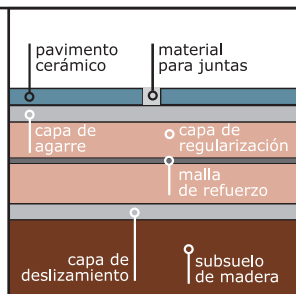 pavimento
cerámico
material
para juntas
capa de
agarre
capa de
regularización
malla
de refuerzo
capa de
deslizamiento
subsuelo
de madera